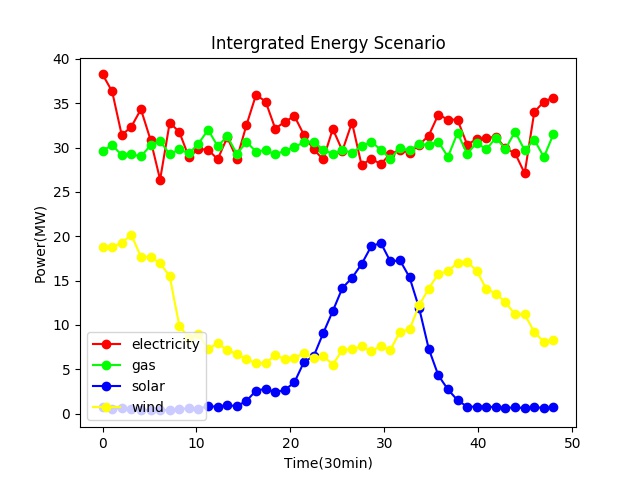 Intergrated Energy Scenario
Power(MW)
40
35
30
25
20
15
10
5
0
electricity
gas
solar
wind
0 10 20 30 40 50
Time(30min)